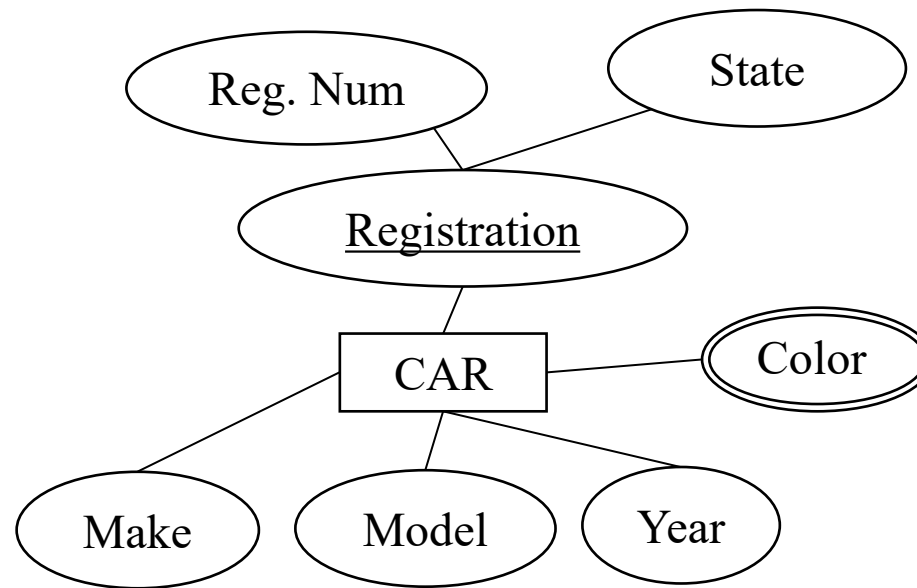 State
Reg. Num
Registration
Color
CAR
Make
Model
Year